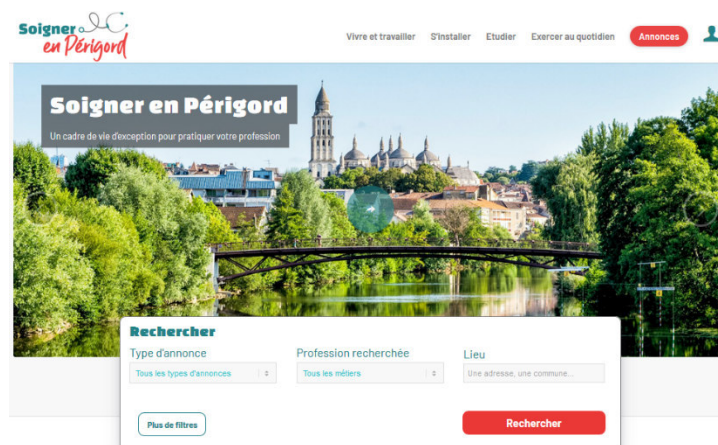 Soigner
en Périgord
Vivre et travailler S'installer Etudier Exercer au quotidien Annonces
Soigner en Périgord
Un cadre de vie d'exception pour pratiquer votre profession
Rechercher
Type d'annonce Profession recherchée Lieu
Tous les types d'annonces Tous les métiers Une adresse, une commune...
Plus de filtres Rechercher